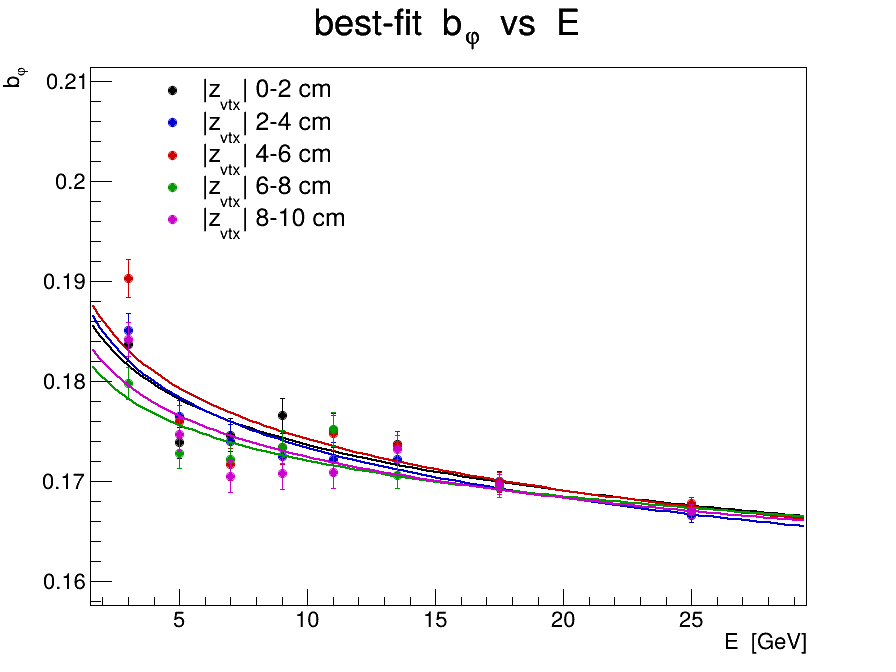 best-fit b_φ vs E
b_φ
0.21
0.2
0.19
0.18
0.17
0.16
|z_vtx| 0-2 cm
|z_vtx| 2-4 cm
|z_vtx| 4-6 cm
|z_vtx| 6-8 cm
|z_vtx| 8-10 cm
5 10 15 20 25
E [GeV]